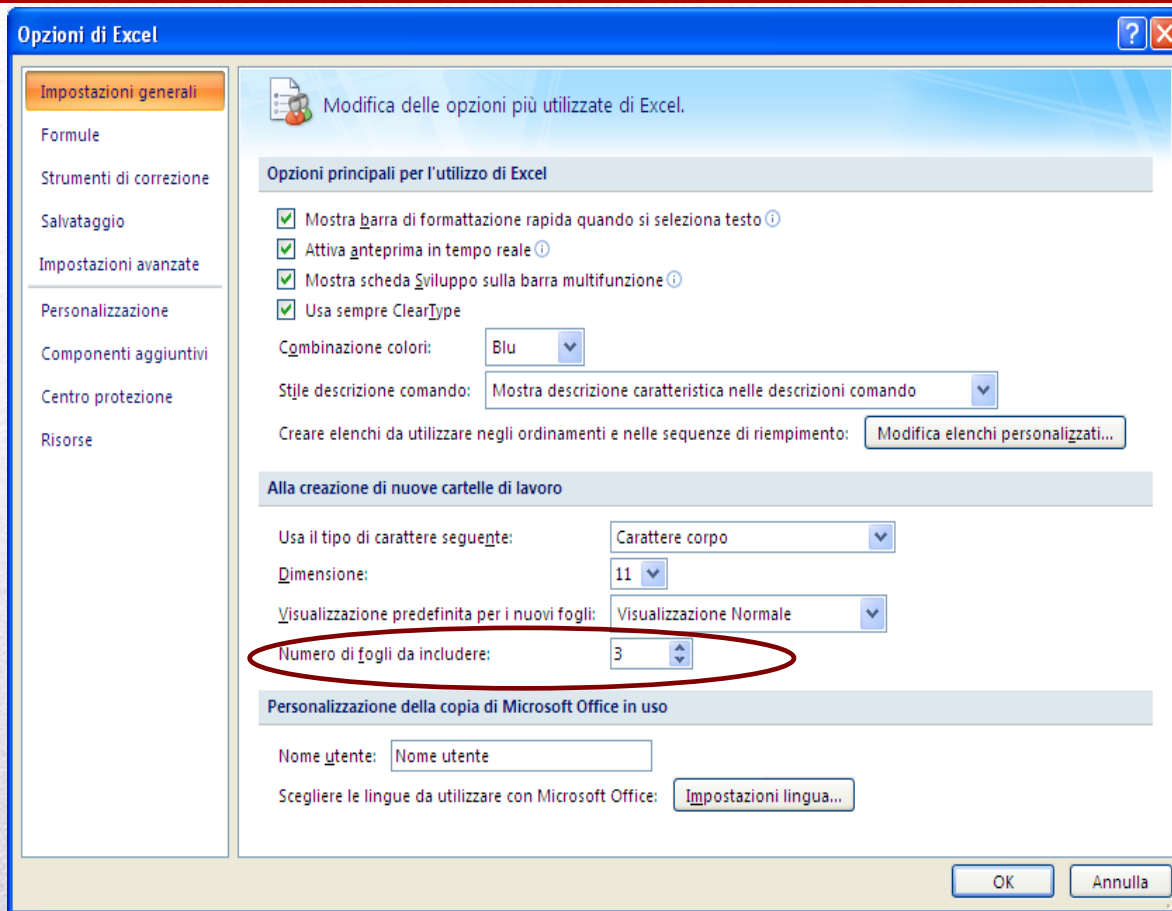 Opzioni di Excel
?
Impostazioni generali
Formule
Strumenti di correzione
Salvataggio
Impostazioni avanzate
Personalizzazione
Componenti aggiuntivi
Centro protezione
Risorse
Modifica delle opzioni più utilizzate di Excel.
Opzioni principali per l'utilizzo di Excel
Mostra barra di formattazione rapida quando si seleziona testo
Attiva anteprima in tempo reale
Mostra scheda Sviluppo sulla barra multifunzione
Usa sempre ClearType
Combinazione colori: Blu
Stile descrizione comando: Mostra descrizione caratteristica nelle descrizioni comando
Creare elenchi da utilizzare negli ordinamenti e nelle sequenze di riempimento: Modifica elenchi personalizzati...
Alla creazione di nuove cartelle di lavoro
Usa il tipo di carattere seguente: Carattere corpo
Dimensione: 11
Visualizzazione predefinita per i nuovi fogli: Visualizzazione Normale
Numero di fogli da includere: 3
Personalizzazione della copia di Microsoft Office in uso
Nome utente: Nome utente
Scegliere le lingue da utilizzare con Microsoft Office: Impostazioni lingua...
OK Annulla